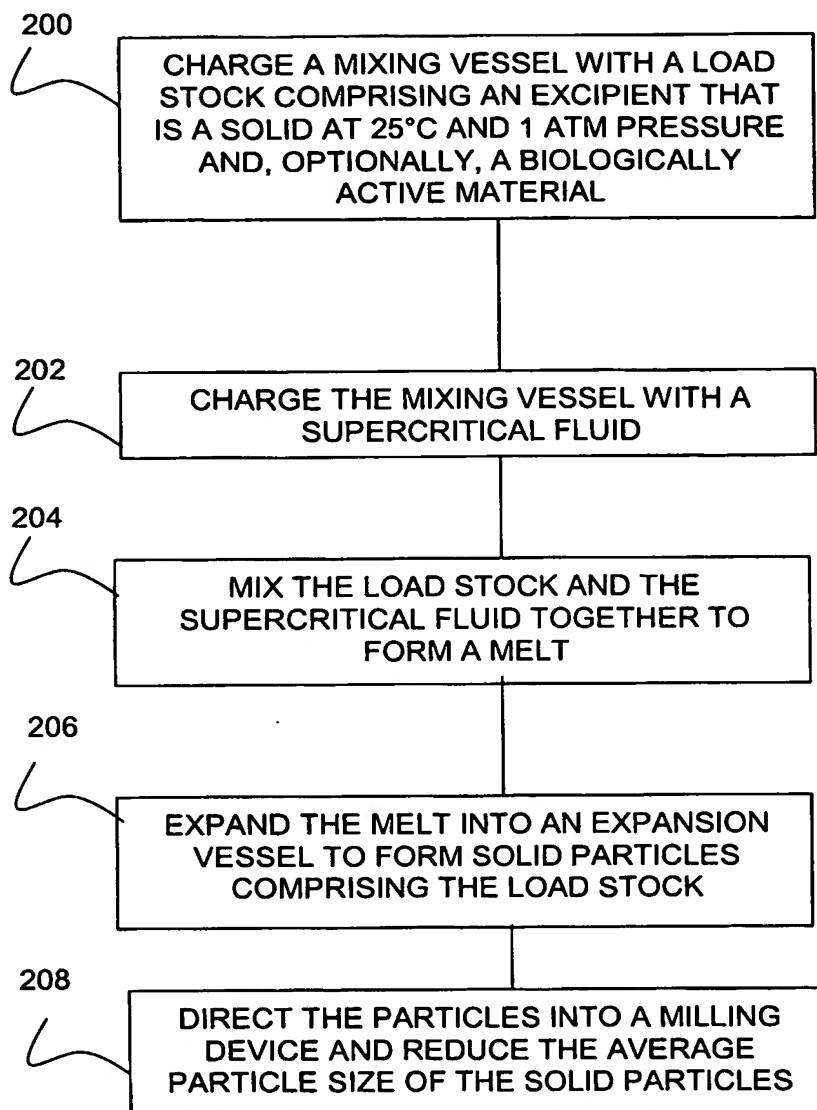 200
CHARGE A MIXING VESSEL WITH A LOAD
STOCK COMPRISING AN EXCIPIENT THAT
IS A SOLID AT 25°C AND 1 ATM PRESSURE
AND, OPTIONALLY, A BIOLOGICALLY
ACTIVE MATERIAL
202
CHARGE THE MIXING VESSEL WITH A
SUPERCRITICAL FLUID
204
MIX THE LOAD STOCK AND THE
SUPERCRITICAL FLUID TOGETHER TO
FORM A MELT
206
EXPAND THE MELT INTO AN EXPANSION
VESSEL TO FORM SOLID PARTICLES
COMPRISING THE LOAD STOCK
208
DIRECT THE PARTICLES INTO A MILLING
DEVICE AND REDUCE THE AVERAGE
PARTICLE SIZE OF THE SOLID PARTICLES